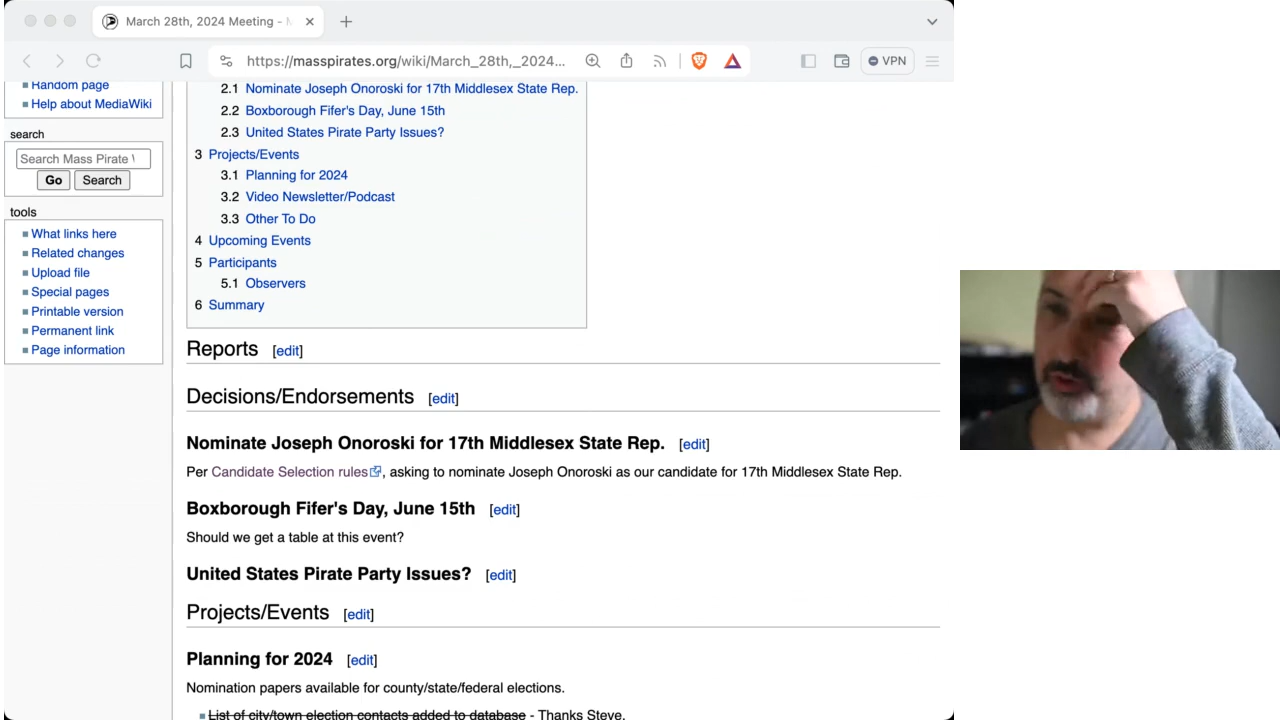 March 28th, 2024 Meeting -
https://masspirates.org/wiki/March_28th,_2024...
VPN
Random page
Help about MediaWiki
search
Search Mass Pirate
Go
Search
tools
What links here
Related changes
Upload file
Special pages
Printable version
Permanent link
Page information
2.1 Nominate Joseph Onoroski for 17th Middlesex State Rep.
2.2 Boxborough Fifer's Day, June 15th
2.3 United States Pirate Party Issues?
3 Projects/Events
3.1 Planning for 2024
3.2 Video Newsletter/Podcast
3.3 Other To Do
4 Upcoming Events
5 Participants
5.1 Observers
6 Summary
Reports [edit]
Decisions/Endorsements [edit]
Nominate Joseph Onoroski for 17th Middlesex State Rep. [edit]
Per Candidate Selection rules, asking to nominate Joseph Onoroski as our candidate for 17th Middlesex State Rep.
Boxborough Fifer's Day, June 15th [edit]
Should we get a table at this event?
United States Pirate Party Issues? [edit]
Projects/Events [edit]
Planning for 2024 [edit]
Nomination papers available for county/state/federal elections.
List of city/town election contacts added to database - Thanks Steve.